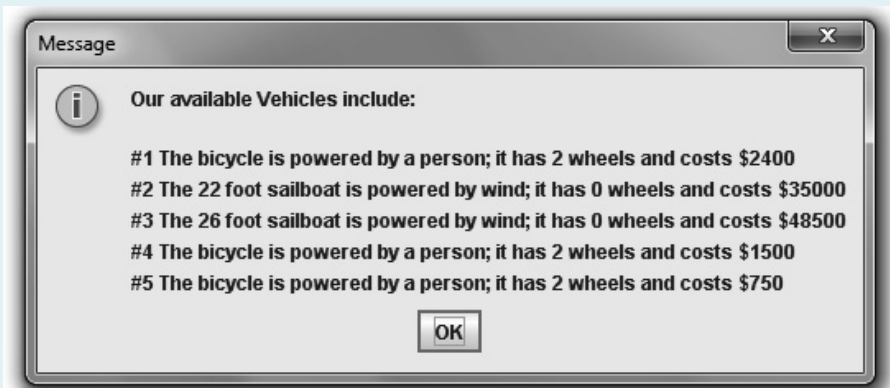 Message
x
i
Our available Vehicles include:
#1 The bicycle is powered by a person; it has 2 wheels and costs $2400
#2 The 22 foot sailboat is powered by wind; it has 0 wheels and costs $35000
#3 The 26 foot sailboat is powered by wind; it has 0 wheels and costs $48500
#4 The bicycle is powered by a person; it has 2 wheels and costs $1500
#5 The bicycle is powered by a person; it has 2 wheels and costs $750
OK